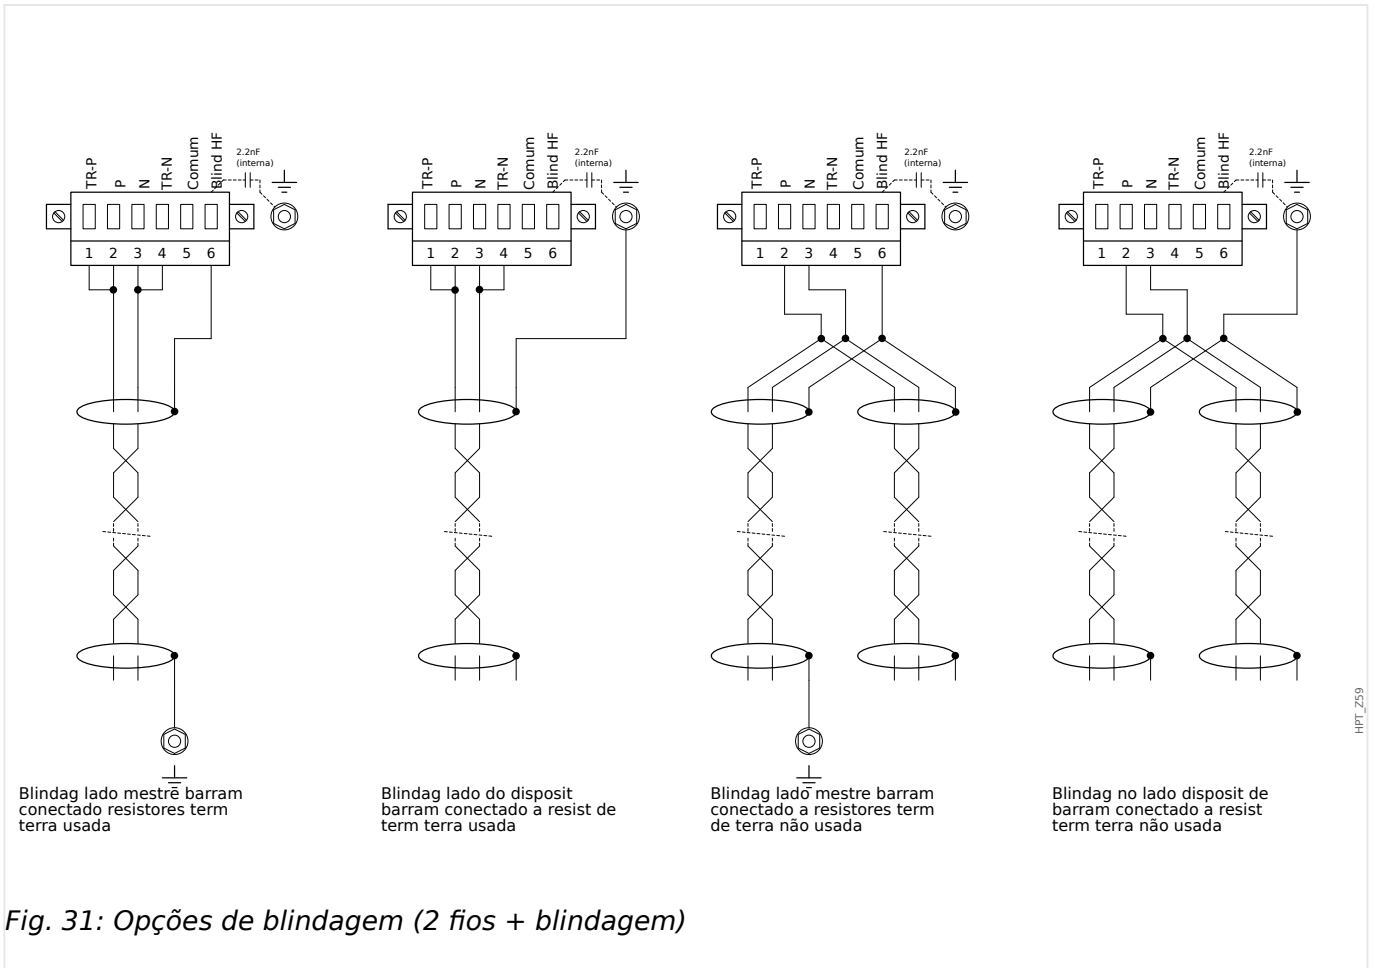 TR-P P N TR-N Comum Blind HF
2.2nF
(interna)
1 2 3 4 5 6
TR-P P N TR-N Comum Blind HF
2.2nF
(interna)
1 2 3 4 5 6
TR-P P N TR-N Comum Blind HF
2.2nF
(interna)
1 2 3 4 5 6
TR-P P N TR-N Comum Blind HF
2.2nF
(interna)
1 2 3 4 5 6
Blindag lado mestre barram
conectado resistores term
terra usada
Blindag lado do disposit
barram conectado a resist de
term terra usada
Blindag lado mestre barram
conectado a resistores term
de terra não usada
Blindag no lado disposit de
barram conectado a resist
term terra não usada
HPT_Z59
Fig. 31: Opções de blindagem (2 fios + blindagem)